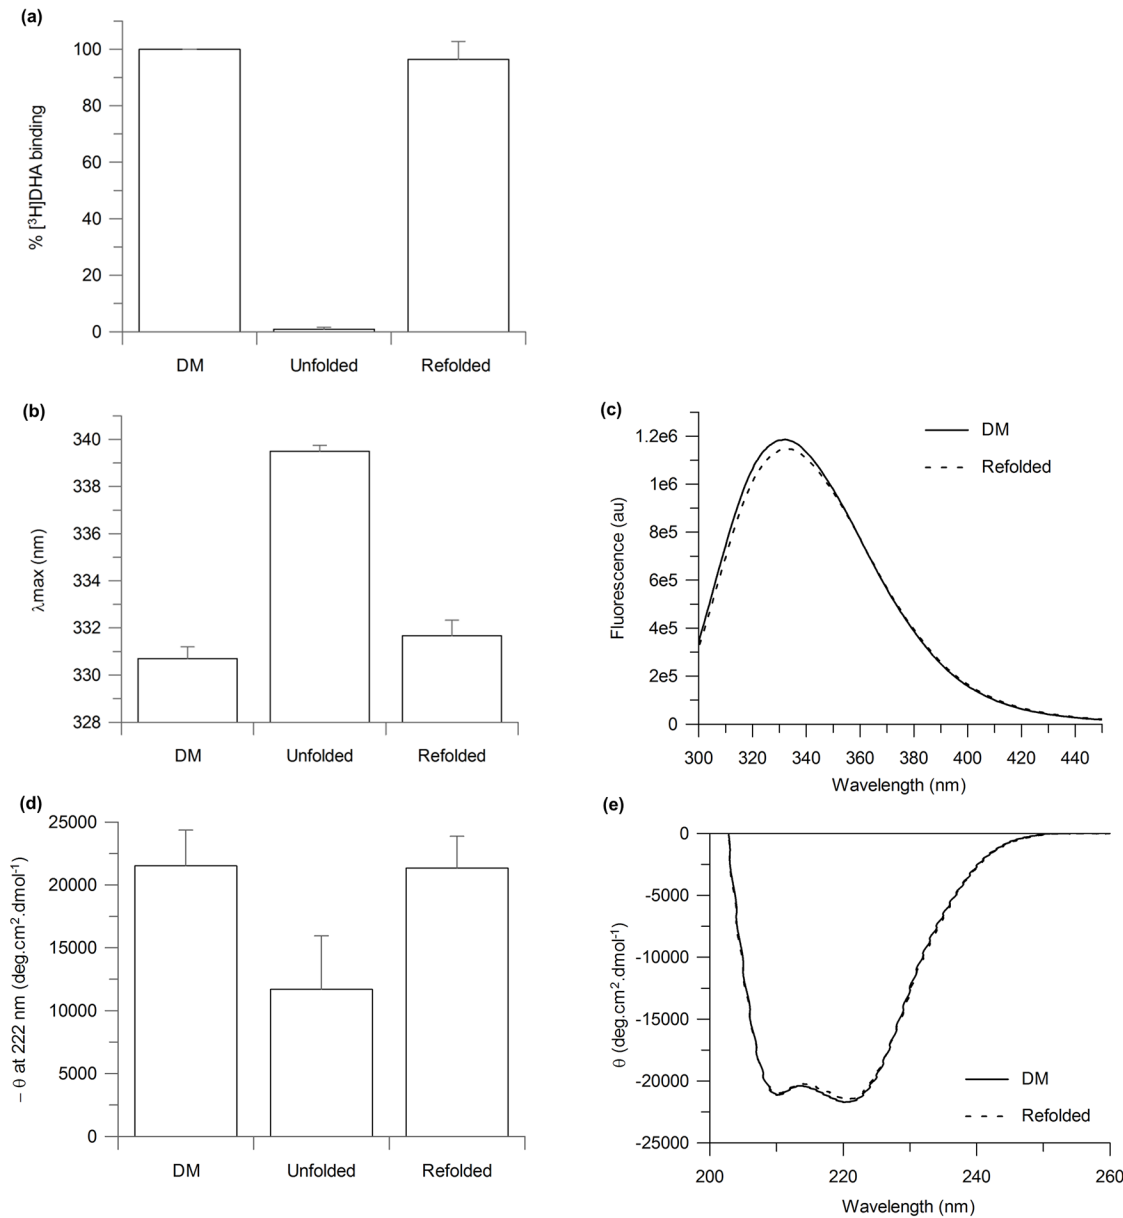 (a)
% [³H]DHA binding
100
80
60
40
20
0
DM Unfolded Refolded
(b)
λmax (nm)
340
338
336
334
332
330
328
DM Unfolded Refolded
(c)
Fluorescence (au)
1.2e6
1e6
8e5
6e5
4e5
2e5
0
DM
Refolded
300 320 340 360 380 400 420 440
Wavelength (nm)
(d)
– θ at 222 nm (deg.cm².dmol⁻¹)
25000
20000
15000
10000
5000
0
DM Unfolded Refolded
(e)
θ (deg.cm².dmol⁻¹)
0
-5000
-10000
-15000
-20000
-25000
DM
Refolded
200 220 240 260
Wavelength (nm)